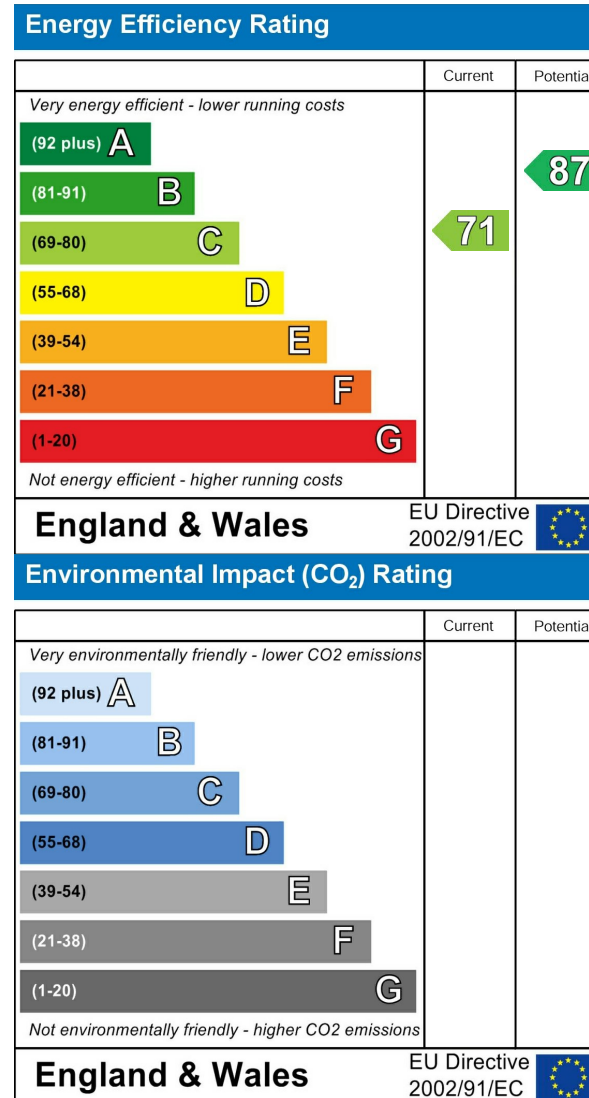 Energy Efficiency Rating
Current Potentia
Very energy efficient - lower running costs
(92 plus) A
(81-91) B
87
(69-80) C
71
(55-68) D
(39-54) E
(21-38) F
(1-20) G
Not energy efficient - higher running costs
England & Wales
EU Directive
2002/91/EC
Environmental Impact (CO₂) Rating
Current Potentia
Very environmentally friendly - lower CO2 emissions
(92 plus) A
(81-91) B
(69-80) C
(55-68) D
(39-54) E
(21-38) F
(1-20) G
Not environmentally friendly - higher CO2 emissions
England & Wales
EU Directive
2002/91/EC